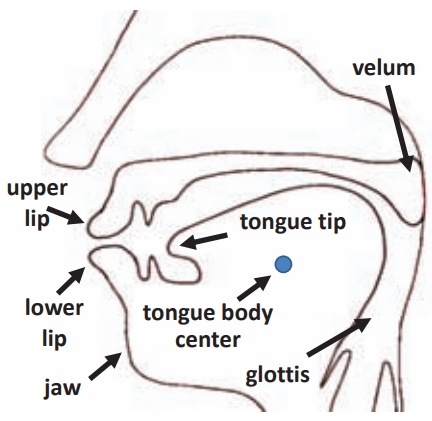 velum
upper
lip
tongue tip
lower
lip
tongue body
center
glottis
jaw